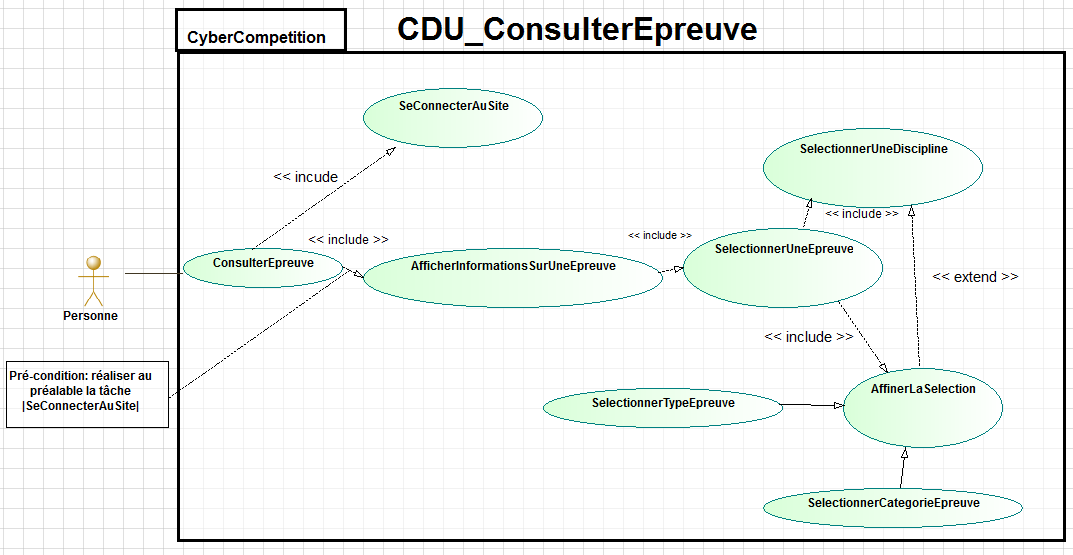 CyberCompetition
CDU_ConsulterEpreuve
SeConnecterAuSite
<< incude
SelectionnerUneDiscipline
<< include >>
<< include >>
<< include >>
SelectionnerUneEpreuve
ConsulterEpreuve
AfficherInformationsSurUneEpreuve
<< extend >>
Personne
<< include >>
Pré-condition: réaliser au
préalable la tâche
|SeConnecterAuSite|
AffinerLaSelection
SelectionnerTypeEpreuve
SelectionnerCategorieEpreuve